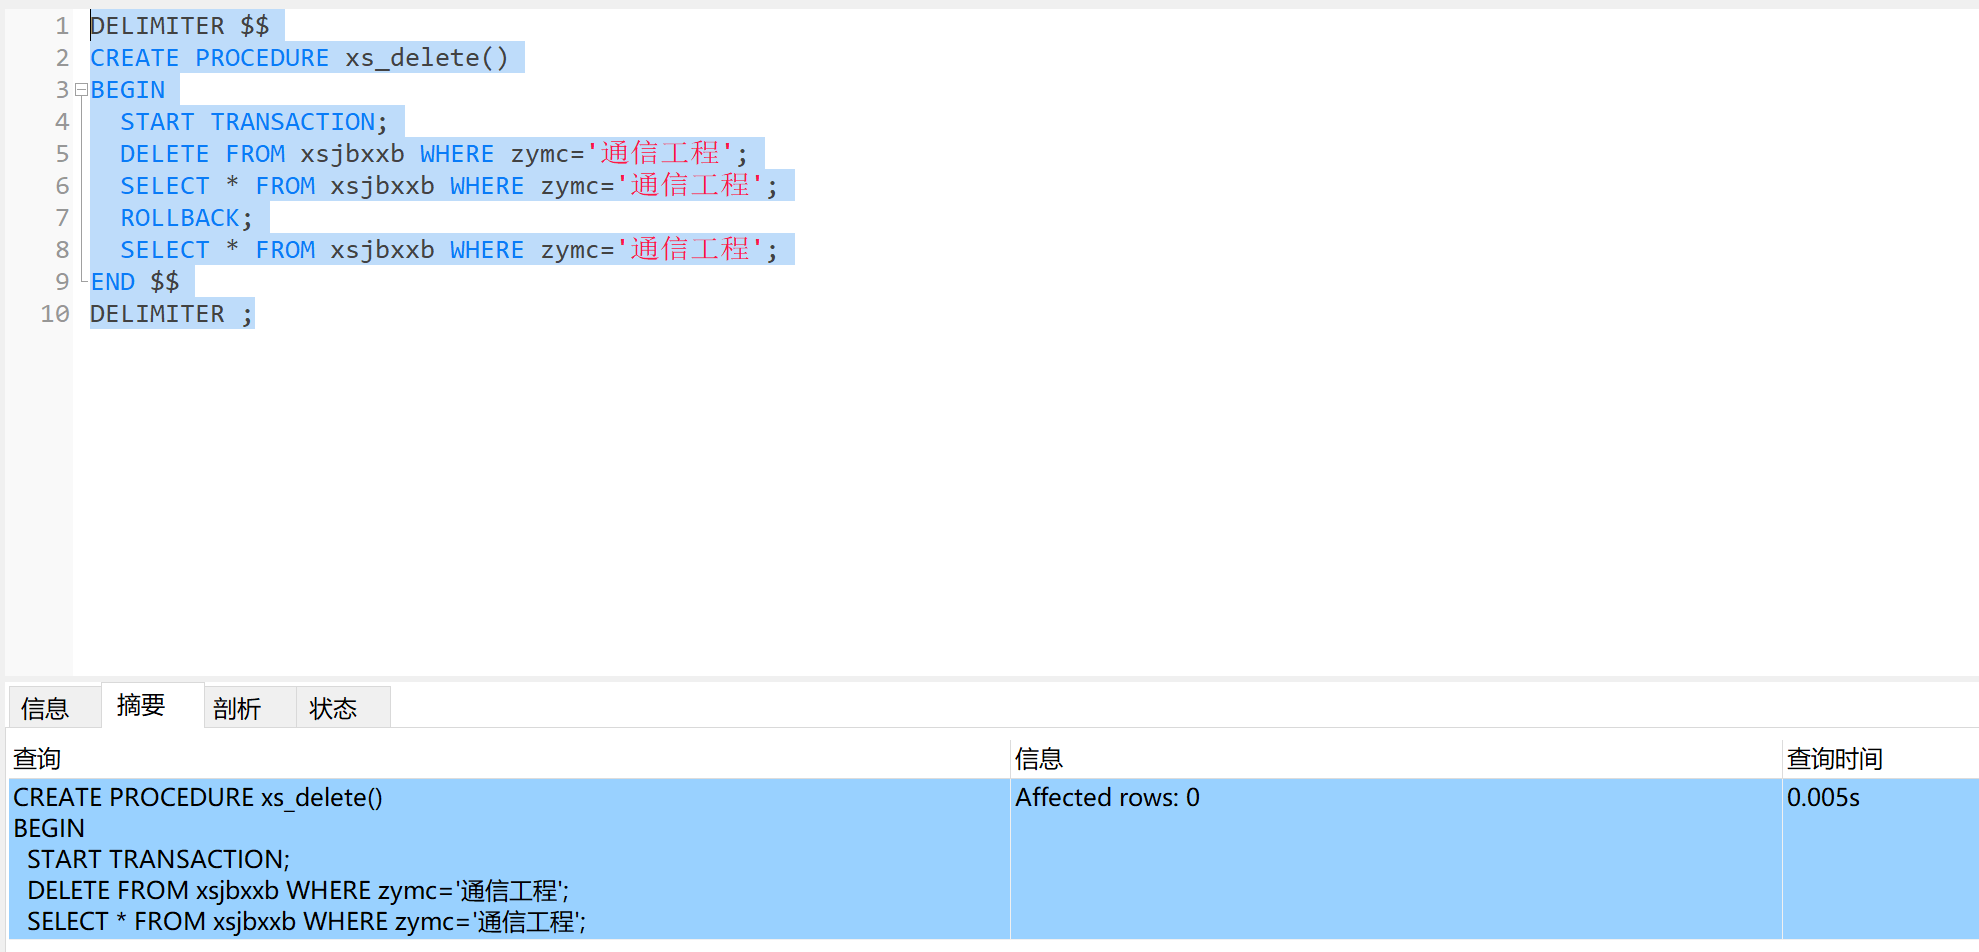 1 DELIMITER $$
2 CREATE PROCEDURE xs_delete()
3 BEGIN
4 START TRANSACTION;
5 DELETE FROM xsjbxxb WHERE zymc='通信工程';
6 SELECT * FROM xsjbxxb WHERE zymc='通信工程';
7 ROLLBACK;
8 SELECT * FROM xsjbxxb WHERE zymc='通信工程';
9 END $$
10 DELIMITER ;
信息 摘要 剖析 状态
查询 信息 查询时间
CREATE PROCEDURE xs_delete() Affected rows: 0 0.005s
BEGIN
START TRANSACTION;
DELETE FROM xsjbxxb WHERE zymc='通信工程';
SELECT * FROM xsjbxxb WHERE zymc='通信工程';